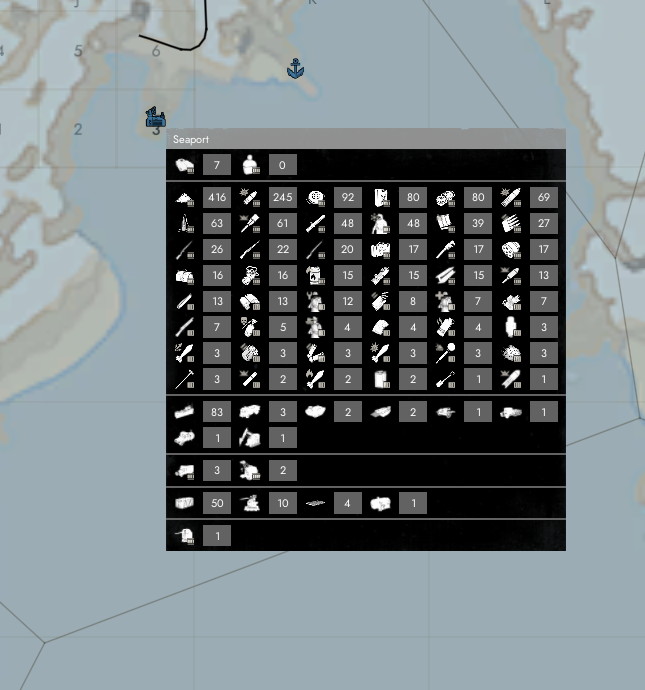 5 6
2 3
Seaport
7 0
416 245 92 80 80 69
63 61 48 48 39 27
26 22 20 17 17 17
16 16 15 15 15 13
13 13 12 8 7 7
7 5 4 4 4 3
3 3 3 3 3 3
3 2 2 2 1 1
83 3 2 2 1 1
1 1
3 2
50 10 4 1
1